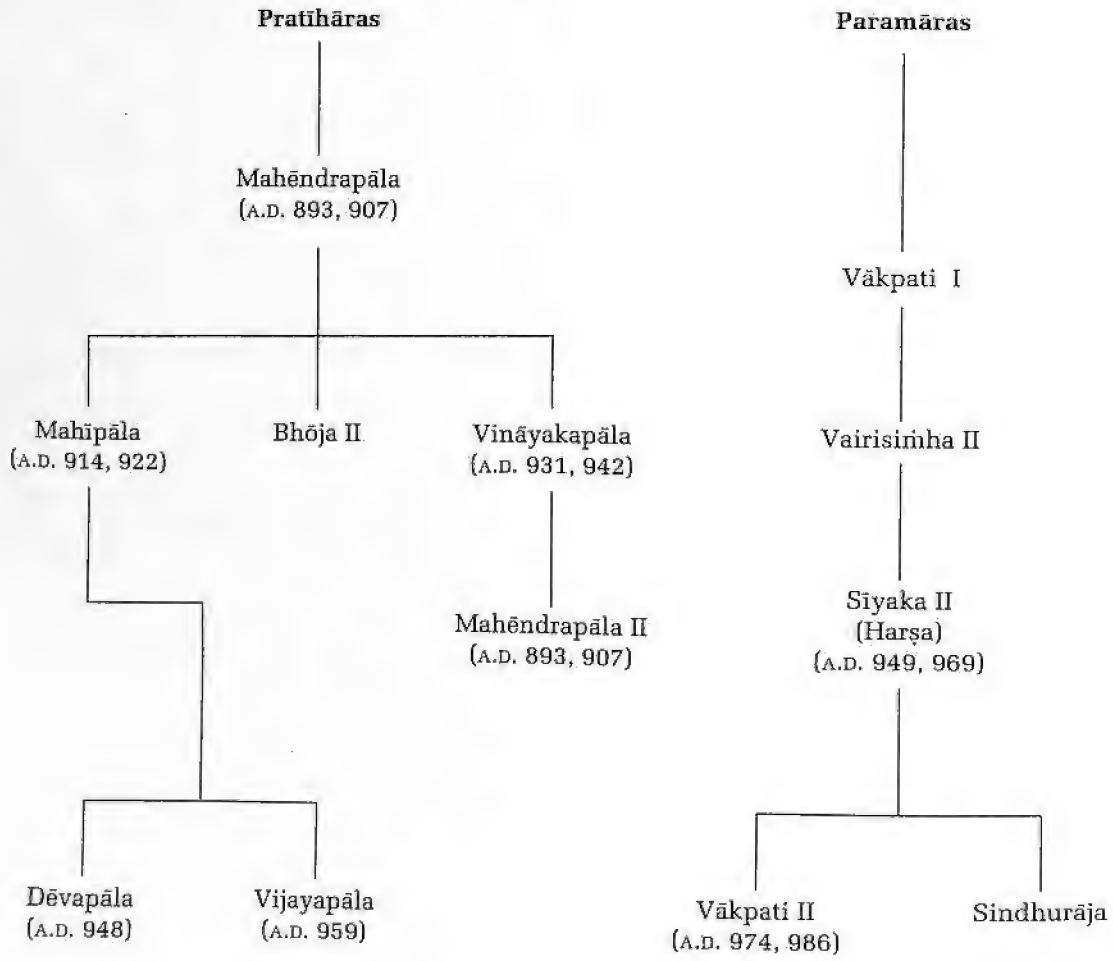 Pratīhāras
Mahēndrapāla
(A.D. 893, 907)
Mahīpāla
(A.D. 914, 922)
Bhōja II
Vināyakapāla
(A.D. 931, 942)
Mahēndrapāla II
(A.D. 893, 907)
Dēvapāla
(A.D. 948)
Vijayapāla
(A.D. 959)
Paramāras
Vākpati I
Vairisiṁha II
Sīyaka II
(Harṣa)
(A.D. 949, 969)
Vākpati II
(A.D. 974, 986)
Sindhurāja